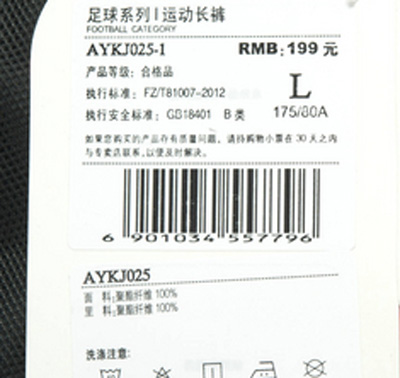 足球系列 | 运动长裤
FOOTBALL CATEGORY
AYKJ025-1 RMB: 199 元
产品等级: 合格品
执行标准: FZ/T81007-2012
L
执行安全标准: GB18401 B 类 175/80A
如果您购买的产品存有质量问题, 请持购物小票在 30 天之内
与专卖店联系, 以便及时解决。
6 901034 557796
AYKJ025
面 料:聚酯纤维 100%
里 料:聚酯纤维 100%
洗涤注意: